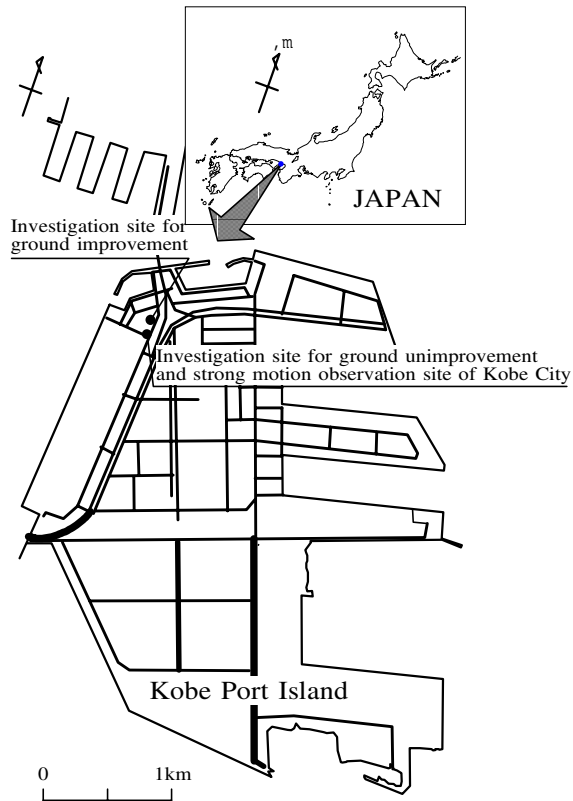 m
JAPAN
Investigation site for
ground improvement
Investigation site for ground unimprovement
and strong motion observation site of Kobe City
Kobe Port Island
0 1km